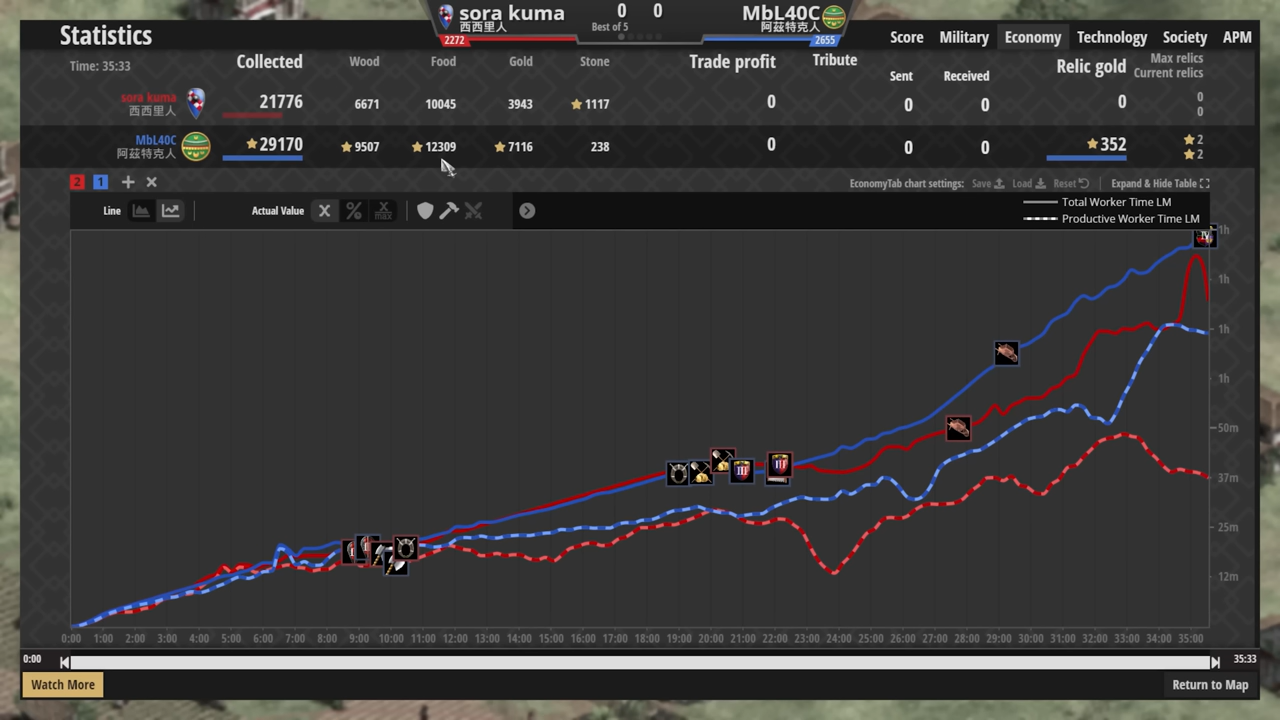 sora kuma 0 0 MbL40C
西西里人 Best of 5 阿兹特克人
2272 2655
Statistics Score Military Economy Technology Society APM
Time: 35:33 Collected Wood Food Gold Stone Trade profit Tribute Sent Received Relic gold Max relics
Current relics
sora kuma 21776 6671 10045 3943 1117 0 0 0 0 0
西西里人 0
MbL40C 29170 9507 12309 7116 238 0 0 0 352 2
阿兹特克人 2
2 1 EconomyTab chart settings: Save Load Reset Expand & Hide Table
Line Actual Value X % X max Total Worker Time LM
Productive Worker Time LM
1h
1h
1h
1h
50m
37m
25m
12m
0:00 1:00 2:00 3:00 4:00 5:00 6:00 7:00 8:00 9:00 10:00 11:00 12:00 13:00 14:00 15:00 16:00 17:00 18:00 19:00 20:00 21:00 22:00 23:00 24:00 25:00 26:00 27:00 28:00 29:00 30:00 31:00 32:00 33:00 34:00 35:00
0:00 35:33
Watch More Return to Map